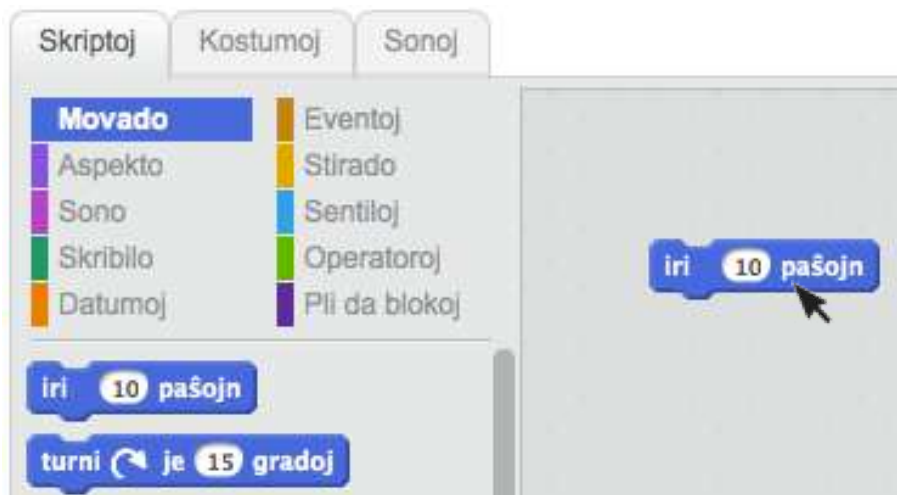 Skriptoj Kostumoj Sonoj
Movado Eventoj
Aspekto Stirado
Sono Sentiloj
Skribilo Operatoroj
Datumoj Pli da blokoj
iri 10 paŝojn
iri 10 paŝojn
turni je 15 gradoj